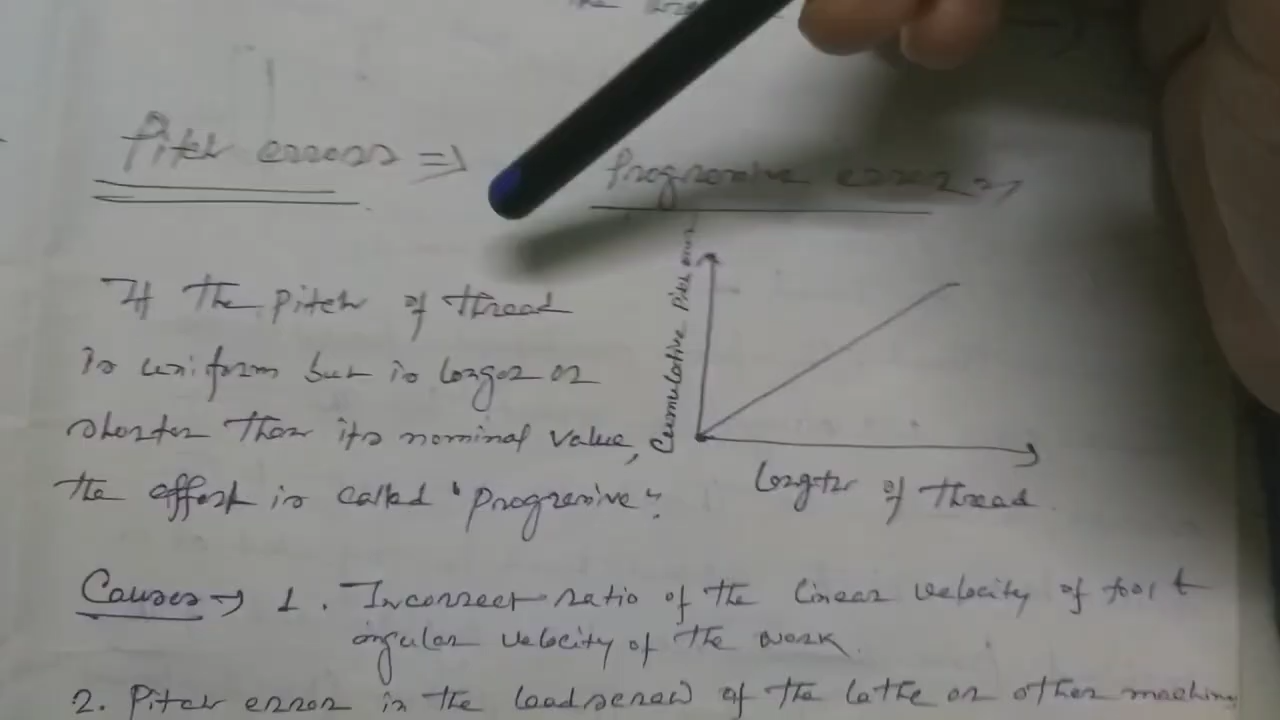 Pitch errors ⇒ Progressive errors →
If the pitch of thread
is uniform but is longer or
shorter than its nominal value,
the effect is called "Progressive".
Cumulative Pitch error
Length of thread
Causes → 1. Incorrect ratio of the linear velocity of tool &
angular velocity of the work.
2. Pitch error in the leadscrew of the lathe or other machine